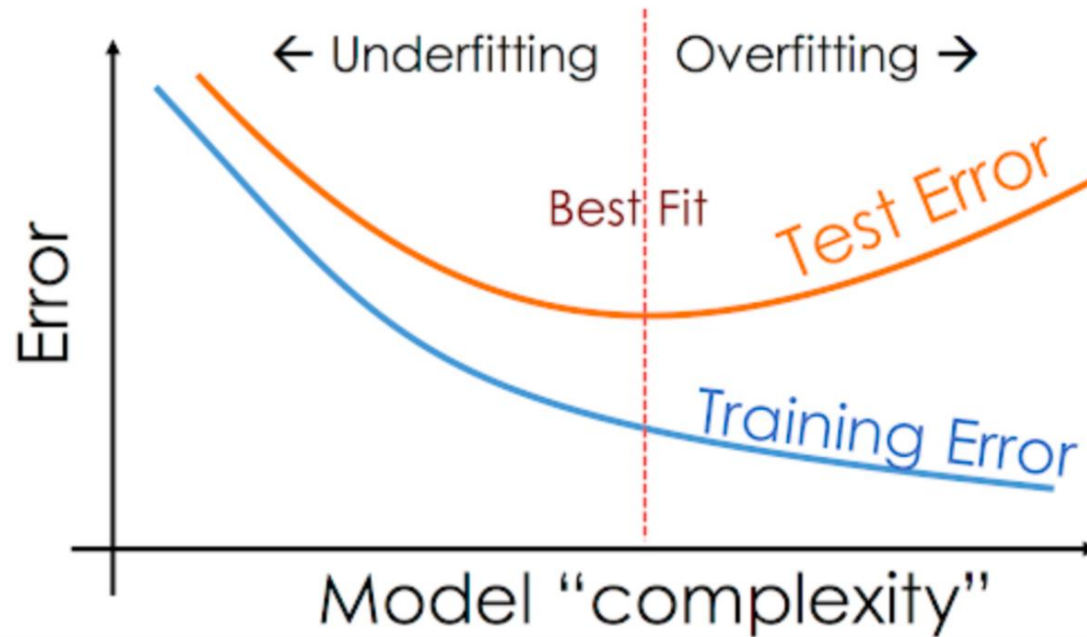 ← Underfitting
Overfitting →
Best Fit
Test Error
Error
Training Error
Model “complexity”